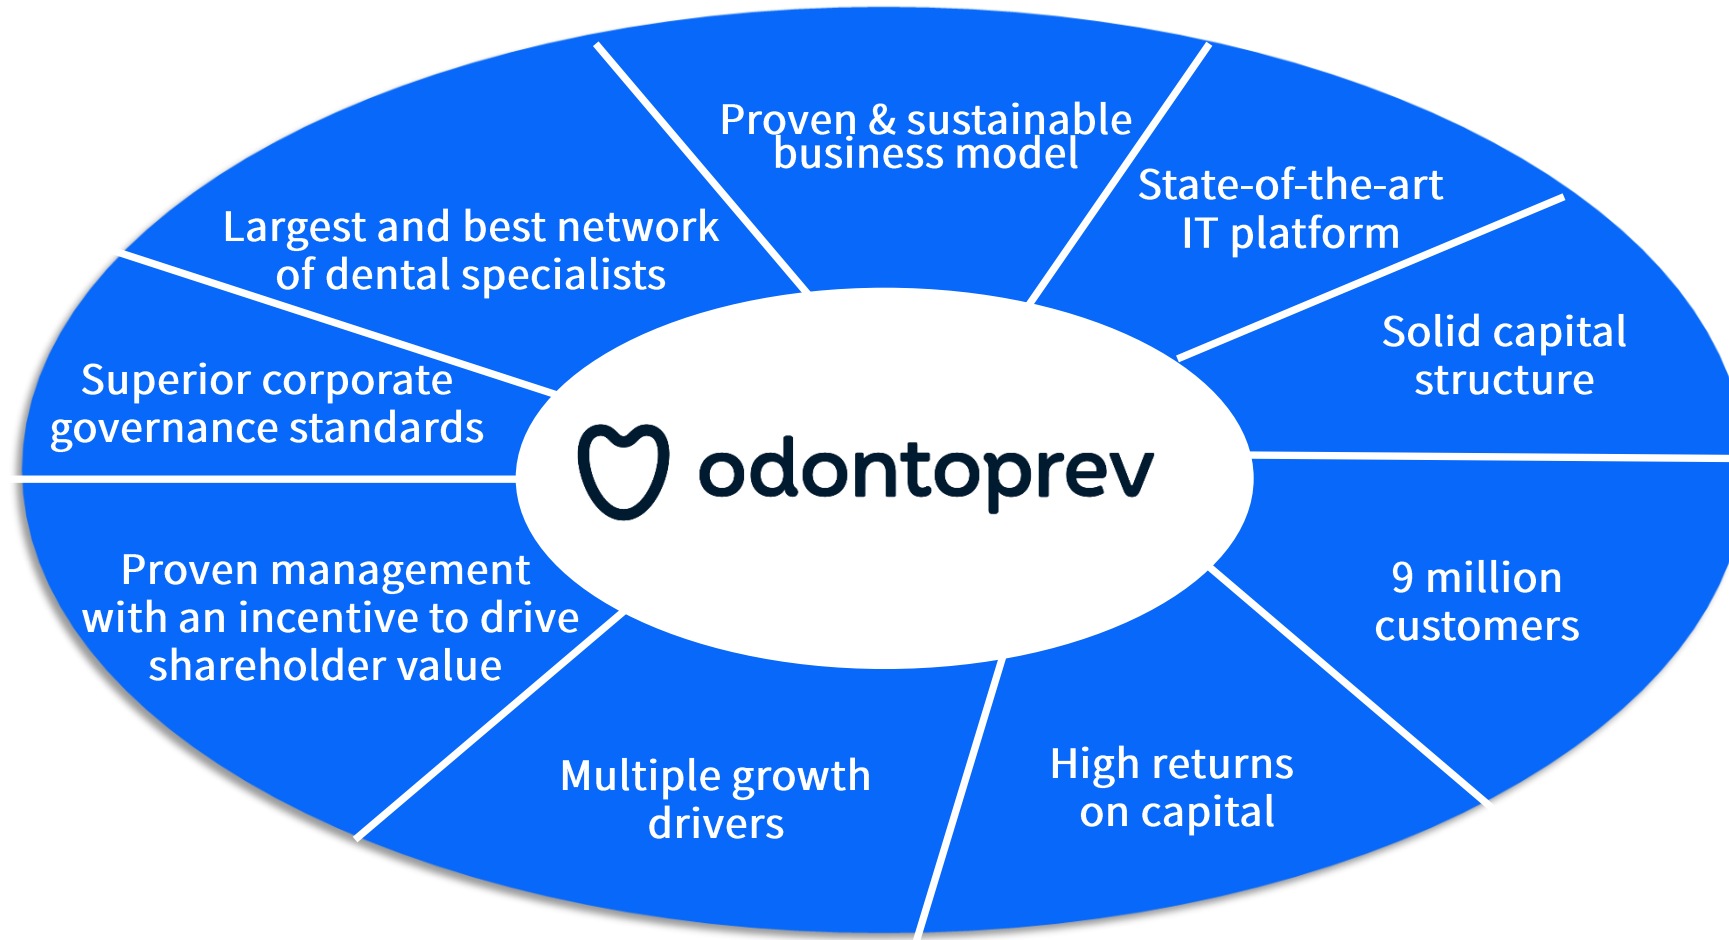 Proven & sustainable
business model
State-of-the-art
IT platform
Solid capital
structure
9 million
customers
High returns
on capital
Multiple growth
drivers
Proven management
with an incentive to drive
shareholder value
Superior corporate
governance standards
Largest and best network
of dental specialists
odontoprev